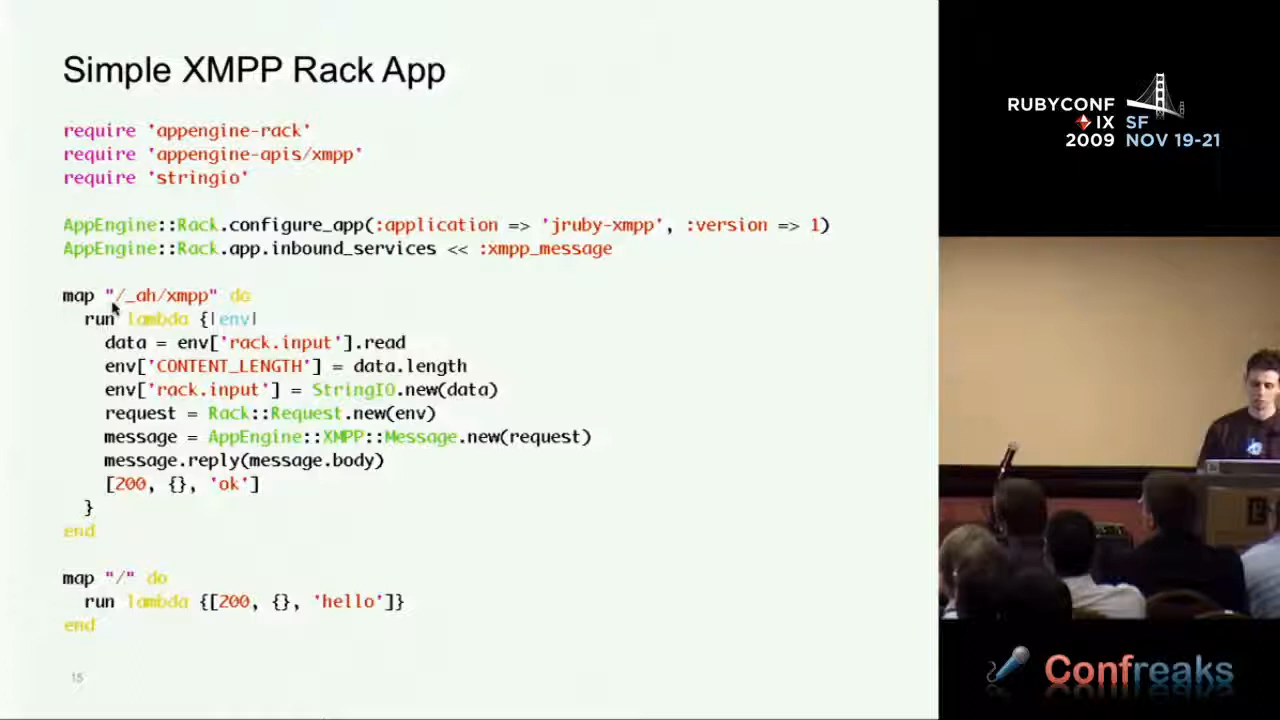 Simple XMPP Rack App
require 'appengine-rack'
require 'appengine-apis/xmpp'
require 'stringio'
AppEngine::Rack.configure_app(:application => 'jruby-xmpp', :version => 1)
AppEngine::Rack.app.inbound_services << :xmpp_message
map "/_ah/xmpp" do
run lambda {|env|
data = env['rack.input'].read
env['CONTENT_LENGTH'] = data.length
env['rack.input'] = StringIO.new(data)
request = Rack::Request.new(env)
message = AppEngine::XMPP::Message.new(request)
message.reply(message.body)
[200, {}, 'ok']
}
end
map "/" do
run lambda {[200, {}, 'hello']}
end
15
RUBYCONF
IX SF
2009 NOV 19-21
Confreaks